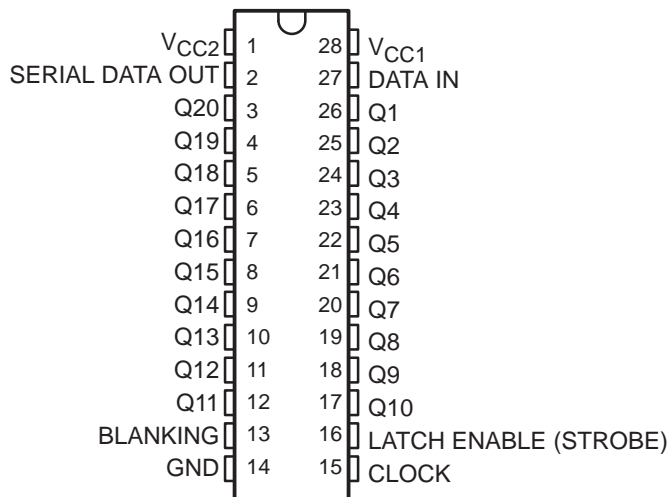 VCC2 1 28 VCC1
SERIAL DATA OUT 2 27 DATA IN
Q20 3 26 Q1
Q19 4 25 Q2
Q18 5 24 Q3
Q17 6 23 Q4
Q16 7 22 Q5
Q15 8 21 Q6
Q14 9 20 Q7
Q13 10 19 Q8
Q12 11 18 Q9
Q11 12 17 Q10
BLANKING 13 16 LATCH ENABLE (STROBE)
GND 14 15 CLOCK